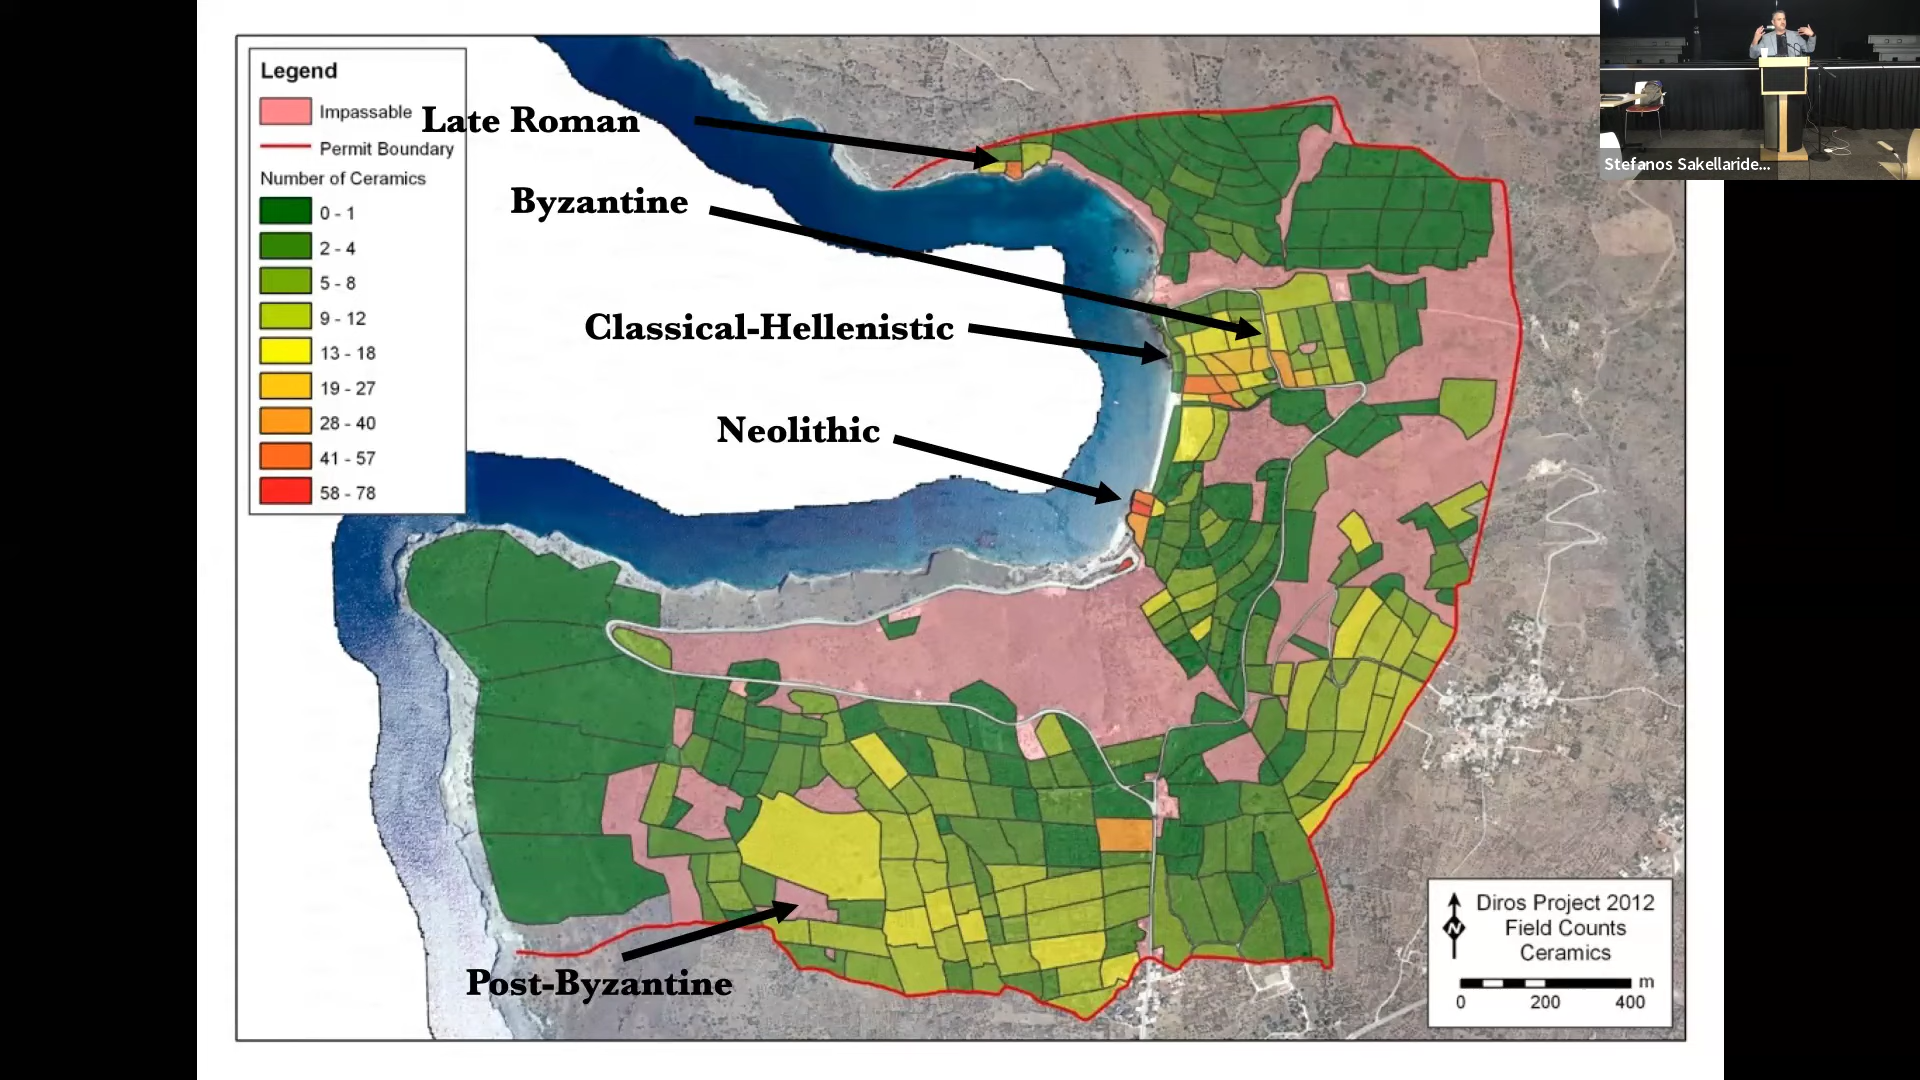 Legend
Impassable
Permit Boundary
Number of Ceramics
0 - 1
2 - 4
5 - 8
9 - 12
13 - 18
19 - 27
28 - 40
41 - 57
58 - 78
Late Roman
Byzantine
Classical-Hellenistic
Neolithic
Post-Byzantine
Stefanos Sakellaride...
N
Diros Project 2012
Field Counts
Ceramics
m
0 200 400